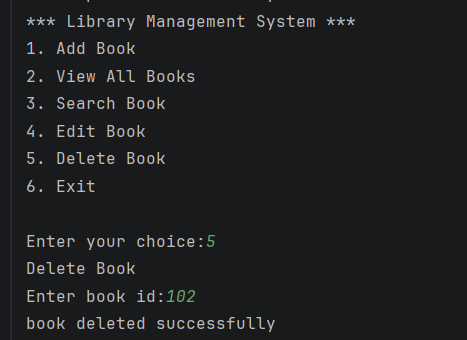 *** Library Management System ***
1. Add Book
2. View All Books
3. Search Book
4. Edit Book
5. Delete Book
6. Exit
Enter your choice:5
Delete Book
Enter book id:102
book deleted successfully